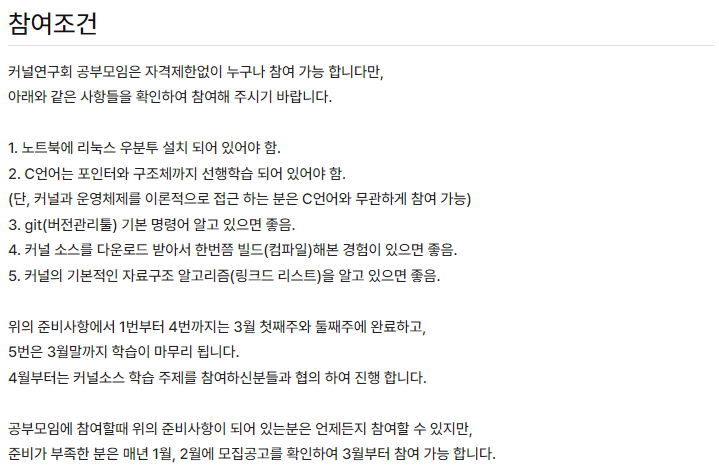 참여조건
커널연구회 공부모임은 자격제한없이 누구나 참여 가능 합니다만,
아래와 같은 사항들을 확인하여 참여해 주시기 바랍니다.
1. 노트북에 리눅스 우분투 설치 되어 있어야 함.
2. C언어는 포인터와 구조체까지 선행학습 되어 있어야 함.
(단, 커널과 운영체제를 이론적으로 접근 하는 분은 C언어와 무관하게 참여 가능)
3. git(버전관리툴) 기본 명령어 알고 있으면 좋음.
4. 커널 소스를 다운로드 받아서 한번쯤 빌드(컴파일)해본 경험이 있으면 좋음.
5. 커널의 기본적인 자료구조 알고리즘(링크드 리스트)을 알고 있으면 좋음.
위의 준비사항에서 1번부터 4번까지는 3월 첫째주와 둘째주에 완료하고,
5번은 3월말까지 학습이 마무리 됩니다.
4월부터는 커널소스 학습 주제를 참여하신분들과 협의 하여 진행 합니다.
공부모임에 참여할때 위의 준비사항이 되어 있는분은 언제든지 참여할 수 있지만,
준비가 부족한 분은 매년 1월, 2월에 모집공고를 확인하여 3월부터 참여 가능 합니다.